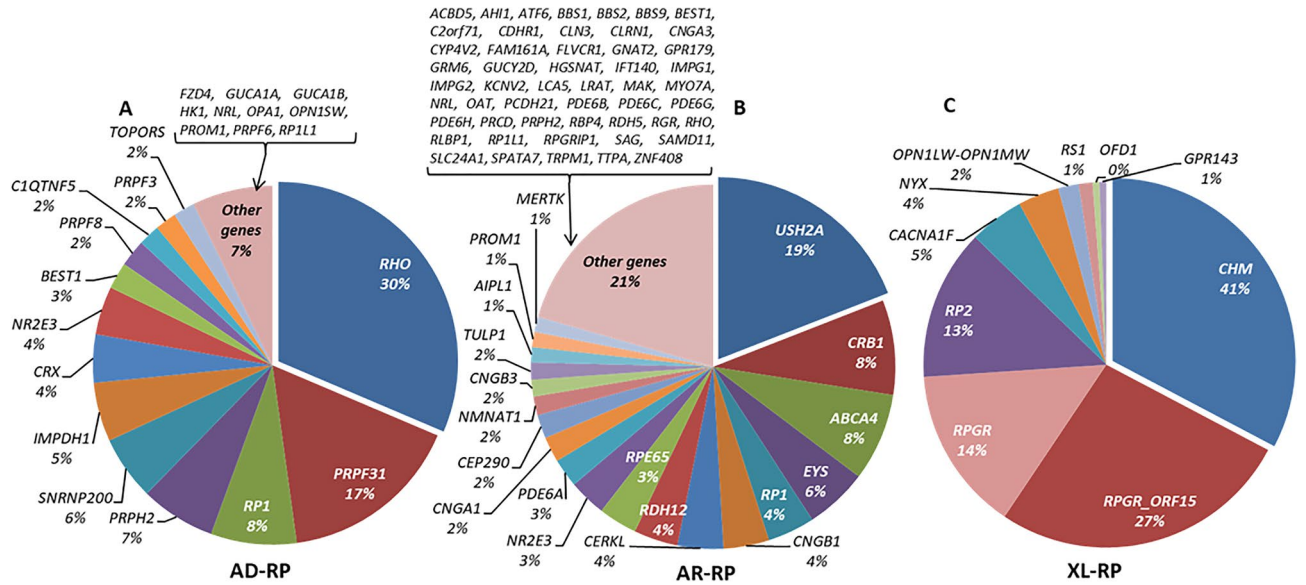 A
FZD4, GUCA1A, GUCA1B,
HK1, NRL, OPA1, OPN1SW,
PROM1, PRPF6, RP1L1
TOPORS
2%
PRPF3
2%
C1QTNF5
2%
PRPF8
2%
BEST1
3%
NR2E3
4%
CRX
4%
IMPDH1
5%
SNRNP200
6%
PRPH2
7%
RP1
8%
PRPF31
17%
RHO
30%
Other
genes
7%
AD-RP
B
ACBD5, AHI1, ATF6, BBS1, BBS2, BBS9, BEST1,
C2orf71, CDHR1, CLN3, CLRN1, CNGA3,
CYP4V2, FAM161A, FLVCR1, GNAT2, GPR179,
GRM6, GUCY2D, HGSNAT, IFT140, IMPG1,
IMPG2, KCNV2, LCA5, LRAT, MAK, MYO7A,
NRL, OAT, PCDH21, PDE6B, PDE6C, PDE6G,
PDE6H, PRCD, PRPH2, RBP4, RDH5, RGR, RHO,
RLBP1, RP1L1, RPGRIP1, SAG, SAMD11,
SLC24A1, SPATA7, TRPM1, TTPA, ZNF408
MERTK
1%
PROM1
1%
AIPL1
1%
TULP1
2%
CNGB3
2%
NMNAT1
2%
CEP290
2%
CNGA1
2%
PDE6A
3%
NR2E3
3%
RPE65
3%
RDH12
4%
CERKL
4%
CNGB1
4%
RP1
4%
EYS
6%
ABCA4
8%
CRB1
8%
USH2A
19%
Other genes
21%
AR-RP
C
OPN1LW-OPN1MW
2%
RS1
1%
OFD1
0%
GPR143
1%
NYX
4%
CACNA1F
5%
RP2
13%
RPGR
14%
RPGR_ORF15
27%
CHM
41%
XL-RP